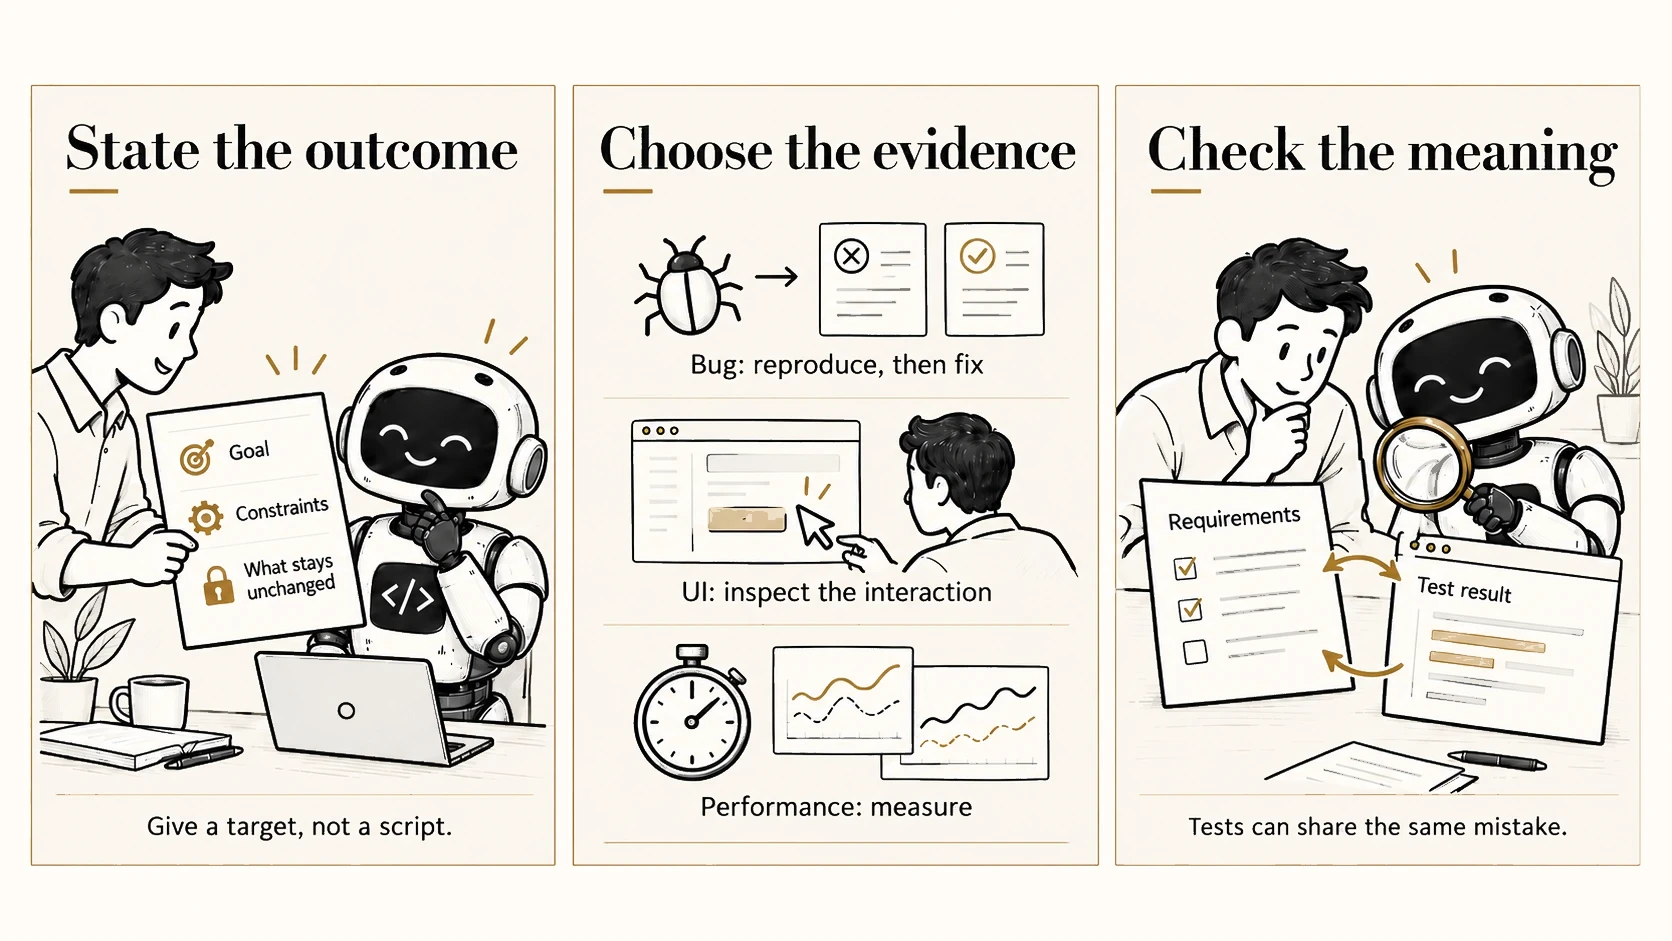 State the outcome
Goal
Constraints
What stays
unchanged
</>
Give a target, not a script.
Choose the evidence
Bug: reproduce, then fix
UI: inspect the interaction
Performance: measure
Check the meaning
Requirements
Test result
Tests can share the same mistake.